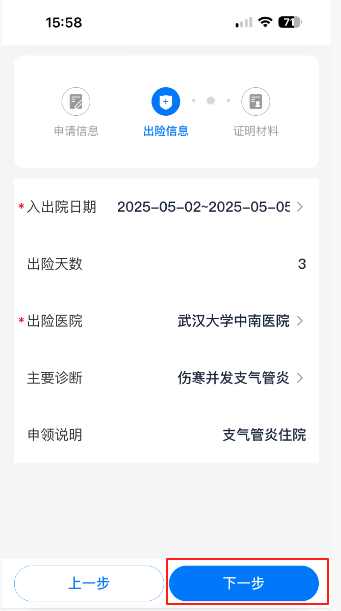 15:58
71
申请信息
出险信息
证明材料
*入出院日期 2025-05-02~2025-05-05
出险天数 3
*出险医院 武汉大学中南医院
主要诊断 伤寒并发支气管炎
申领说明 支气管炎住院
上一步 下一步